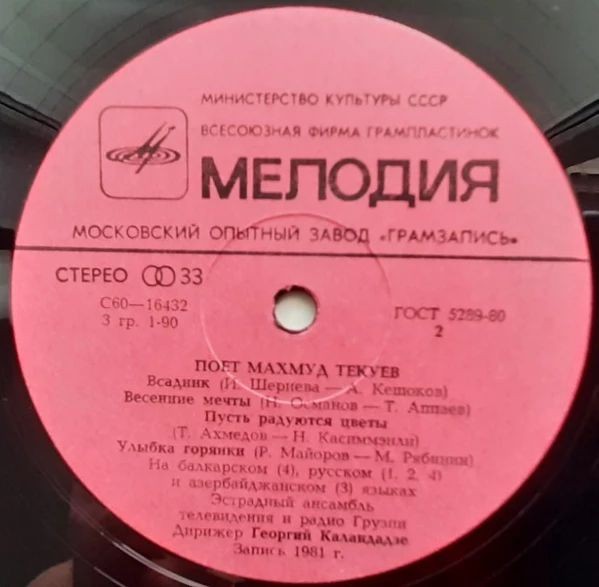 МИНИСТЕРСТВО КУЛЬТУРЫ СССР
ВСЕСОЮЗНАЯ ФИРМА ГРАМПЛАСТИНОК
МЕЛОДИЯ
МОСКОВСКИЙ ОПЫТНЫЙ ЗАВОД «ГРАМЗАПИСЬ»
СТЕРЕО 33
С60—16432
3 гр. 1-90
ГОСТ 5289-80
2
ПОЕТ МАХМУД ТЕКУЕВ
Всадник (И. Шериева — А. Кешоков)
Весенние мечты (Н. Османов — Т. Аппаев)
Пусть радуются цветы
(Т. Ахмедов — Н. Касиммэнли)
Улыбка горянки (Р. Майоров — М. Рябинин)
На балкарском (4), русском (1, 2, 4)
и азербайджанском (3) языках
Эстрадный ансамбль
телевидения и радио Грузии
Дирижер Георгий Каландадзе
Запись 1981 г.